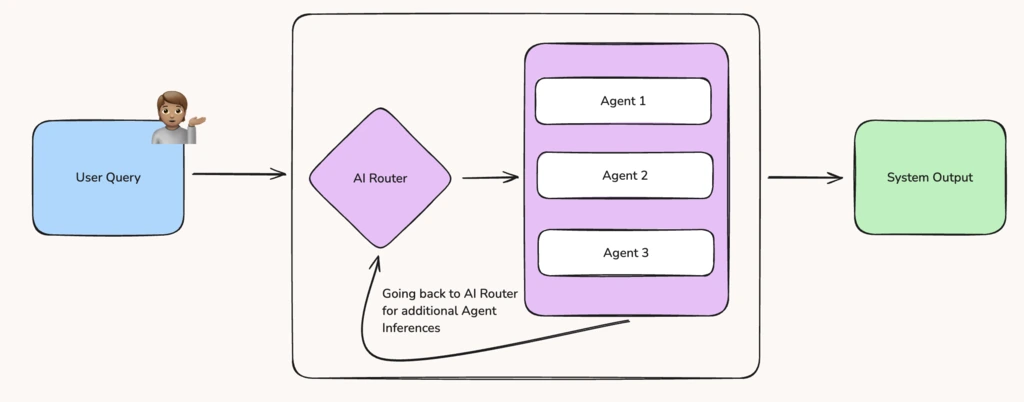 User Query
AI Router
Agent 1
Agent 2
Agent 3
Going back to AI Router
for additional Agent
Inferences
System Output